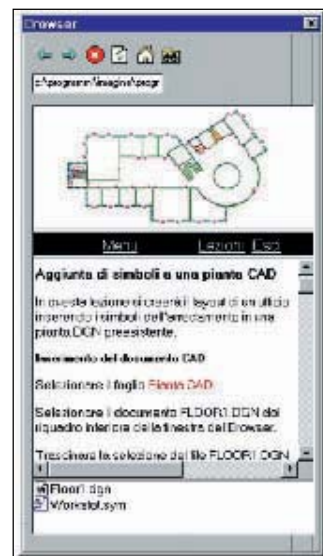 Browser
c:\programm\imagine\progr
Menu Lezioni Esci
Aggiunta di simboli a una pianta CAD
In questa lezione si creerà il layout di un ufficio
inserendo i simboli dell'arredamento in una
pianta DGN preesistente.
Inserimento del documento CAD
Selezionare il foglio Pianta CAD.
Selezionare il documento FLOOR1.DGN dal
riquadro inferiore della finestra del Browser.
Trascinare la selezione del file FLOOR1.DGN
Floor1.dgn
Workstat.sym